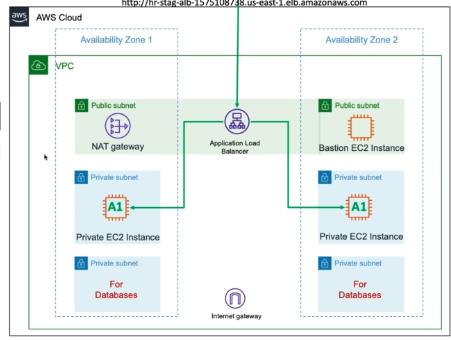 http://hr-stag-alb-1575108738.us-east-1.elb.amazonaws.com
aws
AWS Cloud
Availability Zone 1
Availability Zone 2
VPC
Public subnet
NAT gateway
Application Load
Balancer
Public subnet
Bastion EC2 Instance
Private subnet
A1
Private EC2 Instance
Private subnet
A1
Private EC2 Instance
Private subnet
For
Databases
Private subnet
For
Databases
Internet gateway